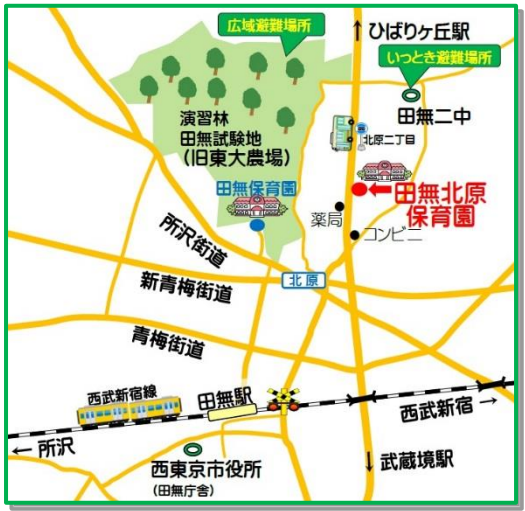 広域避難場所
↑ひばりヶ丘駅
いっとき避難場所
田無二中
演習林
田無試験地
(旧東大農場)
北原二丁目
田無保育園
田無北原
保育園
薬局
コンビニ
所沢街道
北原
新青梅街道
青梅街道
西武新宿線
田無駅
西武新宿→
←所沢
西東京市役所
(田無庁舎)
↓武蔵境駅